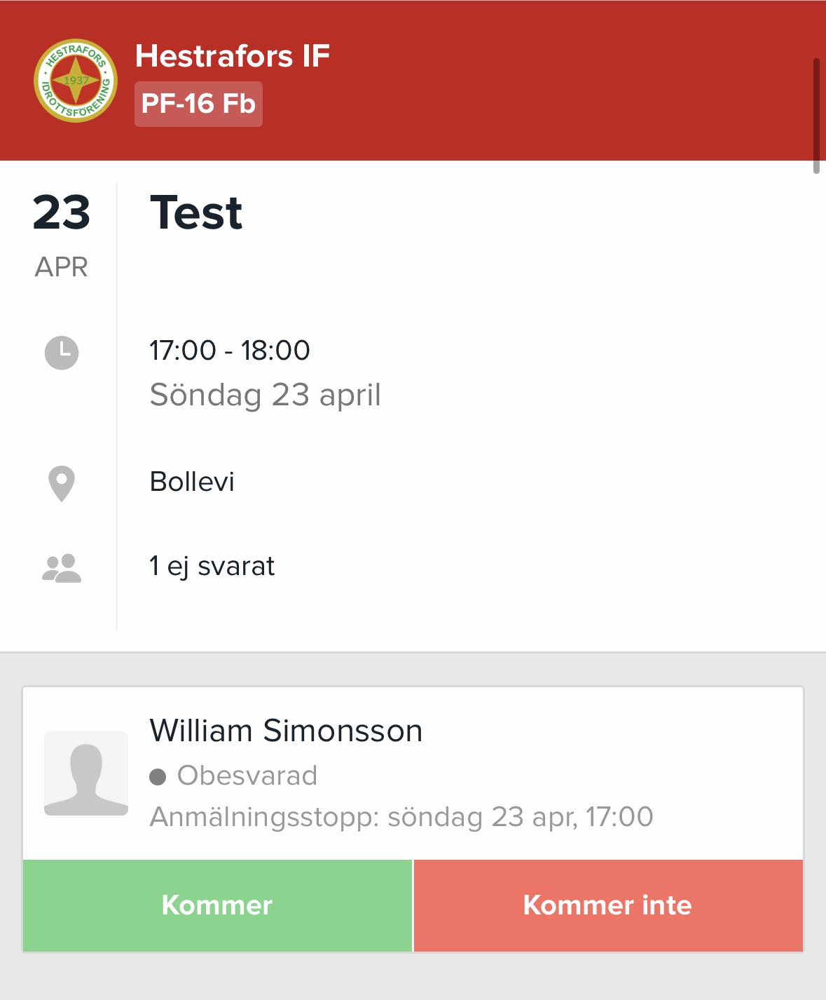 HESTRAFORS
1937
IDROTTSFÖRENING
Hestrafors IF
PF-16 Fb
23
APR
Test
17:00 - 18:00
Söndag 23 april
Bollevi
1 ej svarat
William Simonsson
Obesvarad
Anmälningsstopp: söndag 23 apr, 17:00
Kommer
Kommer inte